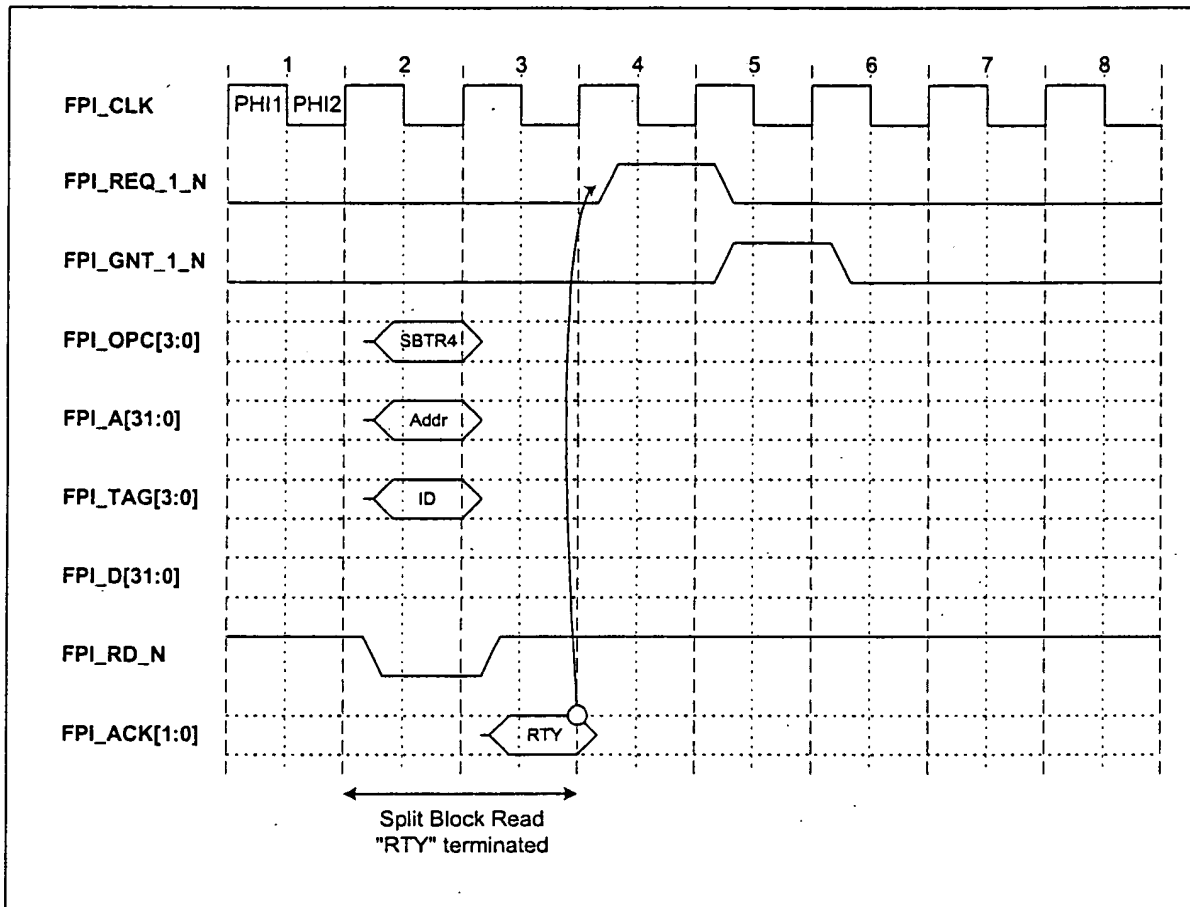 1 2 3 4 5 6 7 8
FPI_CLK PHI1 PHI2
FPI_REQ_1_N
FPI_GNT_1_N
FPI_OPC[3:0] SBTR4
FPI_A[31:0] Addr
FPI_TAG[3:0] ID
FPI_D[31:0]
FPI_RD_N
FPI_ACK[1:0] RTY
Split Block Read
"RTY" terminated